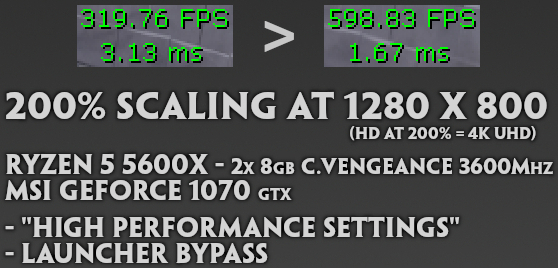 319.76 FPS > 598.83 FPS
3.13 ms 1.67 ms
200% SCALING AT 1280 X 800
(HD AT 200% = 4K UHD)
RYZEN 5 5600X - 2X 8GB C.VENGEANCE 3600MHZ
MSI GEFORCE 1070 GTX
- "HIGH PERFORMANCE SETTINGS"
- LAUNCHER BYPASS